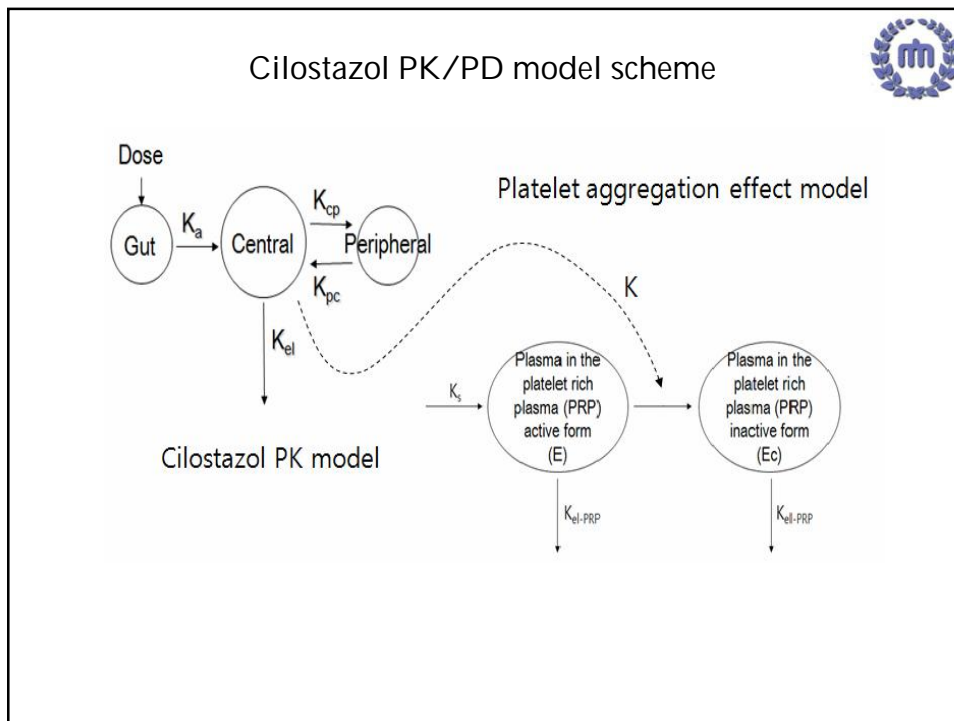 Cilostazol PK/PD model scheme
Dose
Gut
Ka
Central
Kcp
Kpc
Peripheral
Kel
Cilostazol PK model
Platelet aggregation effect model
K
Ks
Plasma in the
platelet rich
plasma (PRP)
active form
(E)
Plasma in the
platelet rich
plasma (PRP)
inactive form
(Ec)
Kel-PRP
Kell-PRP